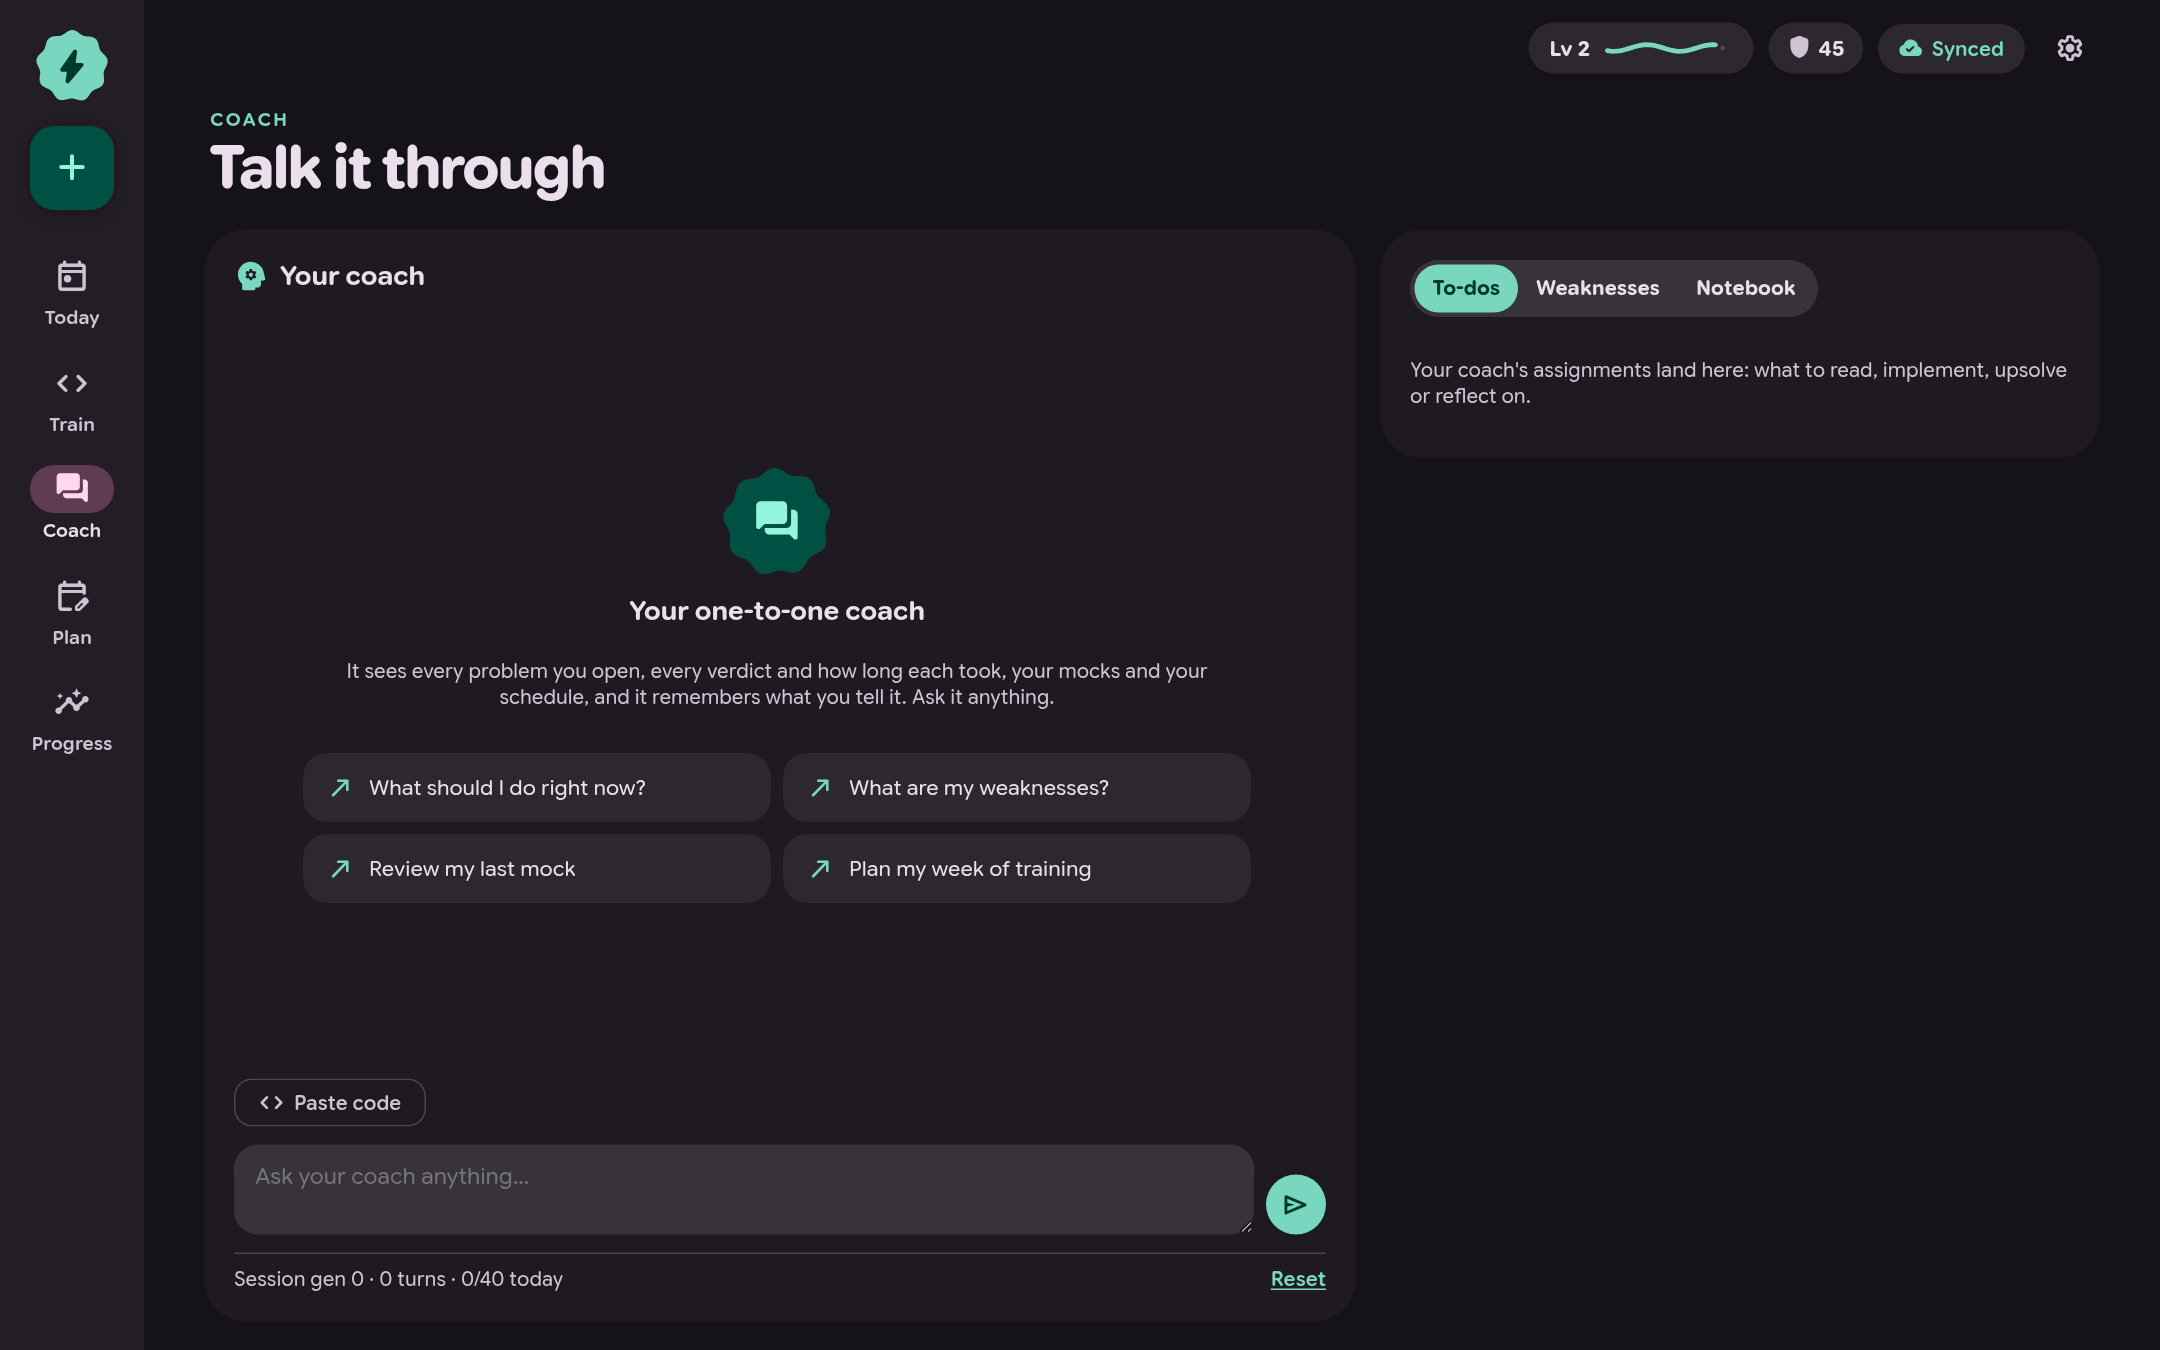 Lv 2
45
Synced
Today
Train
Coach
Plan
Progress
COACH
Talk it through
Your coach
Your one-to-one coach
It sees every problem you open, every verdict and how long each took, your mocks and your
schedule, and it remembers what you tell it. Ask it anything.
What should I do right now?
What are my weaknesses?
Review my last mock
Plan my week of training
Paste code
Ask your coach anything...
Session gen 0 · 0 turns · 0/40 today
Reset
To-dos
Weaknesses
Notebook
Your coach's assignments land here: what to read, implement, upsolve
or reflect on.